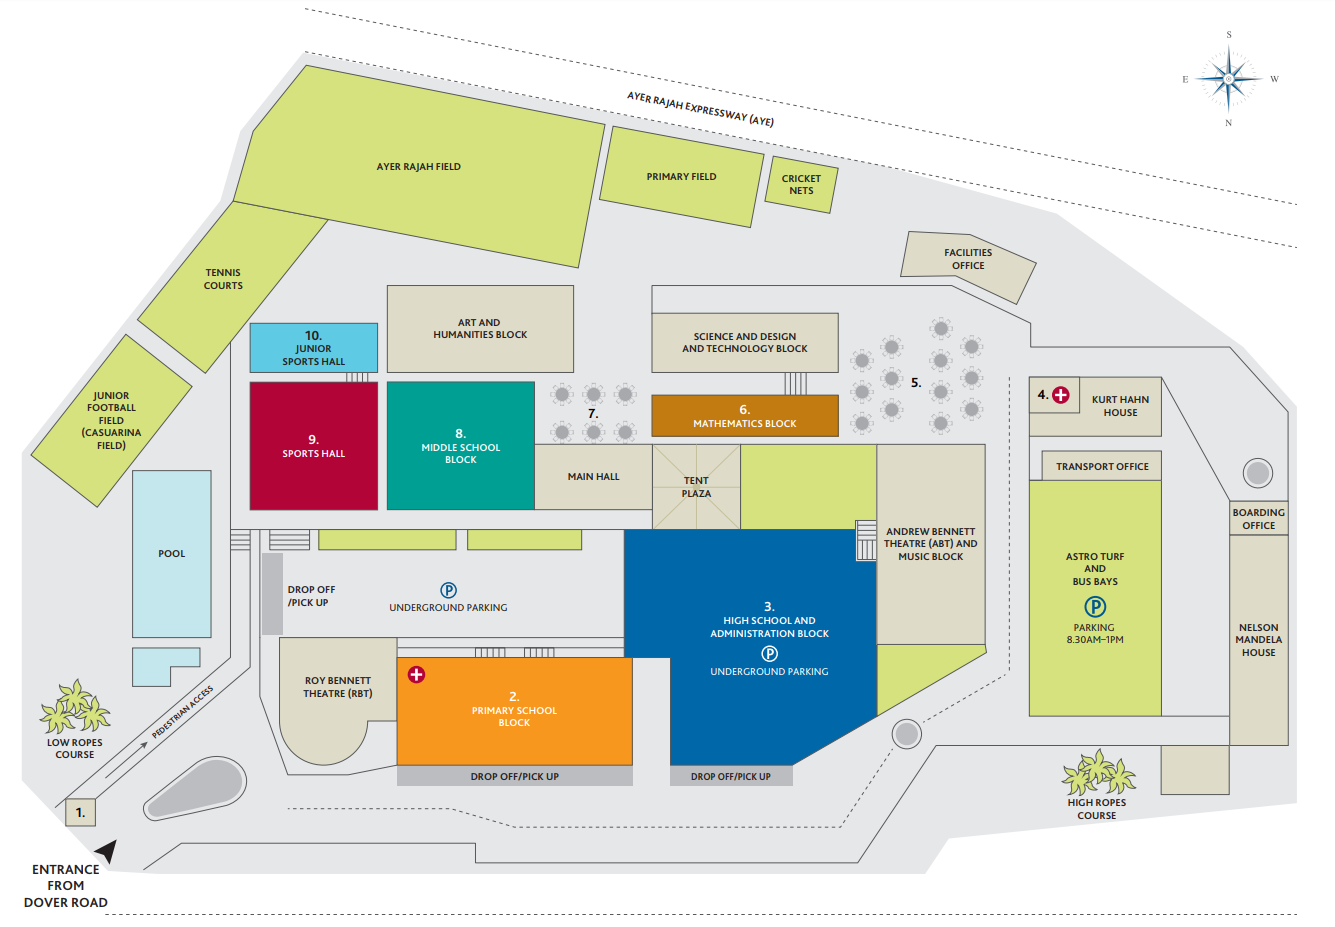 S
E
W
N
AYER RAJAH EXPRESSWAY (AYE)
AYER RAJAH FIELD
PRIMARY FIELD
CRICKET
NETS
TENNIS
COURTS
FACILITIES
OFFICE
10.
JUNIOR
SPORTS HALL
ART AND
HUMANITIES BLOCK
SCIENCE AND DESIGN
AND TECHNOLOGY BLOCK
5.
JUNIOR
FOOTBALL
FIELD
(CASUARINA
FIELD)
9.
SPORTS HALL
8.
MIDDLE SCHOOL
BLOCK
7.
6.
MATHEMATICS BLOCK
4.
KURT HAHN
HOUSE
MAIN HALL
TENT
PLAZA
TRANSPORT OFFICE
BOARDING
OFFICE
POOL
ANDREW BENNETT
THEATRE (ABT) AND
MUSIC BLOCK
ASTRO TURF
AND
BUS BAYS
P
PARKING
8.30AM–1PM
DROP OFF
/PICK UP
P
UNDERGROUND PARKING
3.
HIGH SCHOOL AND
ADMINISTRATION BLOCK
P
UNDERGROUND PARKING
NELSON
MANDELA
HOUSE
ROY BENNETT
THEATRE (RBT)
2.
PRIMARY SCHOOL
BLOCK
PEDESTRIAN ACCESS
LOW ROPES
COURSE
DROP OFF/PICK UP
DROP OFF/PICK UP
HIGH ROPES
COURSE
1.
ENTRANCE
FROM
DOVER ROAD